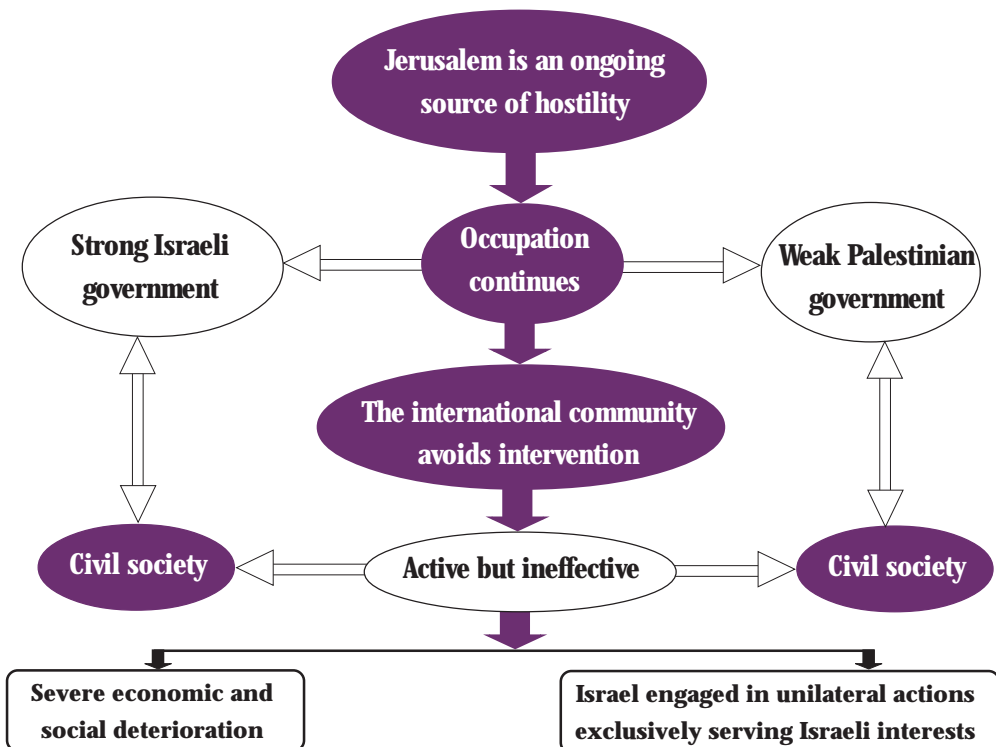 Jerusalem is an ongoing
source of hostility
Strong Israeli
government
Occupation
continues
Weak Palestinian
government
The international community
avoids intervention
Civil society
Active but ineffective
Civil society
Severe economic and
social deterioration
Israel engaged in unilateral actions
exclusively serving Israeli interests